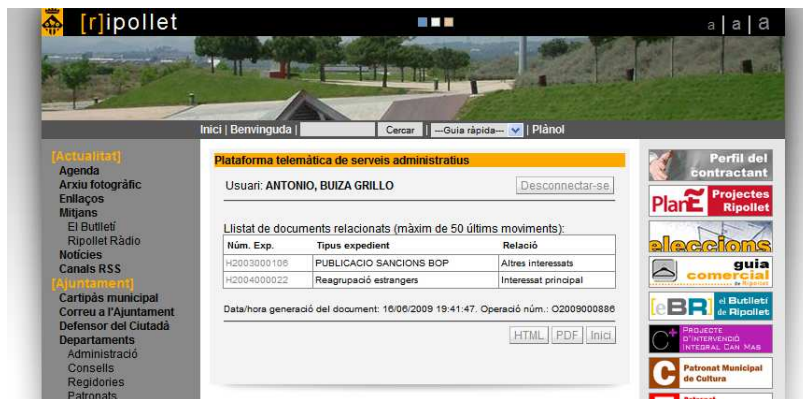 [r]ipollet
a | a | a
Inici | Benvinguda | Cercar | ---Guia ràpida--- | Plànol
[Actualitat]
Agenda
Arxiu fotogràfic
Enllaços
Mitjans
El Butlletí
Ripollet Ràdio
Notícies
Canals RSS
[Ajuntament]
Cartipàs municipal
Correu a l'Ajuntament
Defensor del Ciutadà
Departaments
Administració
Consells
Regidories
Patronats
Plataforma telemàtica de serveis administratius
Usuari: ANTONIO, BUIZA GRILLO
Desconnectar-se
Llistat de documents relacionats (màxim de 50 últims moviments):
Núm. Exp. Tipus expedient Relació
H2003000106 PUBLICACIO SANCIONS BOP Altres interessats
H2004000022 Reagrupació estrangers Interessat principal
Data/hora generació del document: 16/06/2009 19:41:47. Operació núm.: O2009000886
HTML PDF Inici
Perfil del
contractant
PlanE Projectes
Ripollet
eleccions
guia
comercial
de Ripollet
[eBR] el Butlletí
de Ripollet
C+ PROJECTE
D'INTERVENCIÓ
INTEGRAL CAN MAS
C Patronat Municipal
de Cultura
Patronat